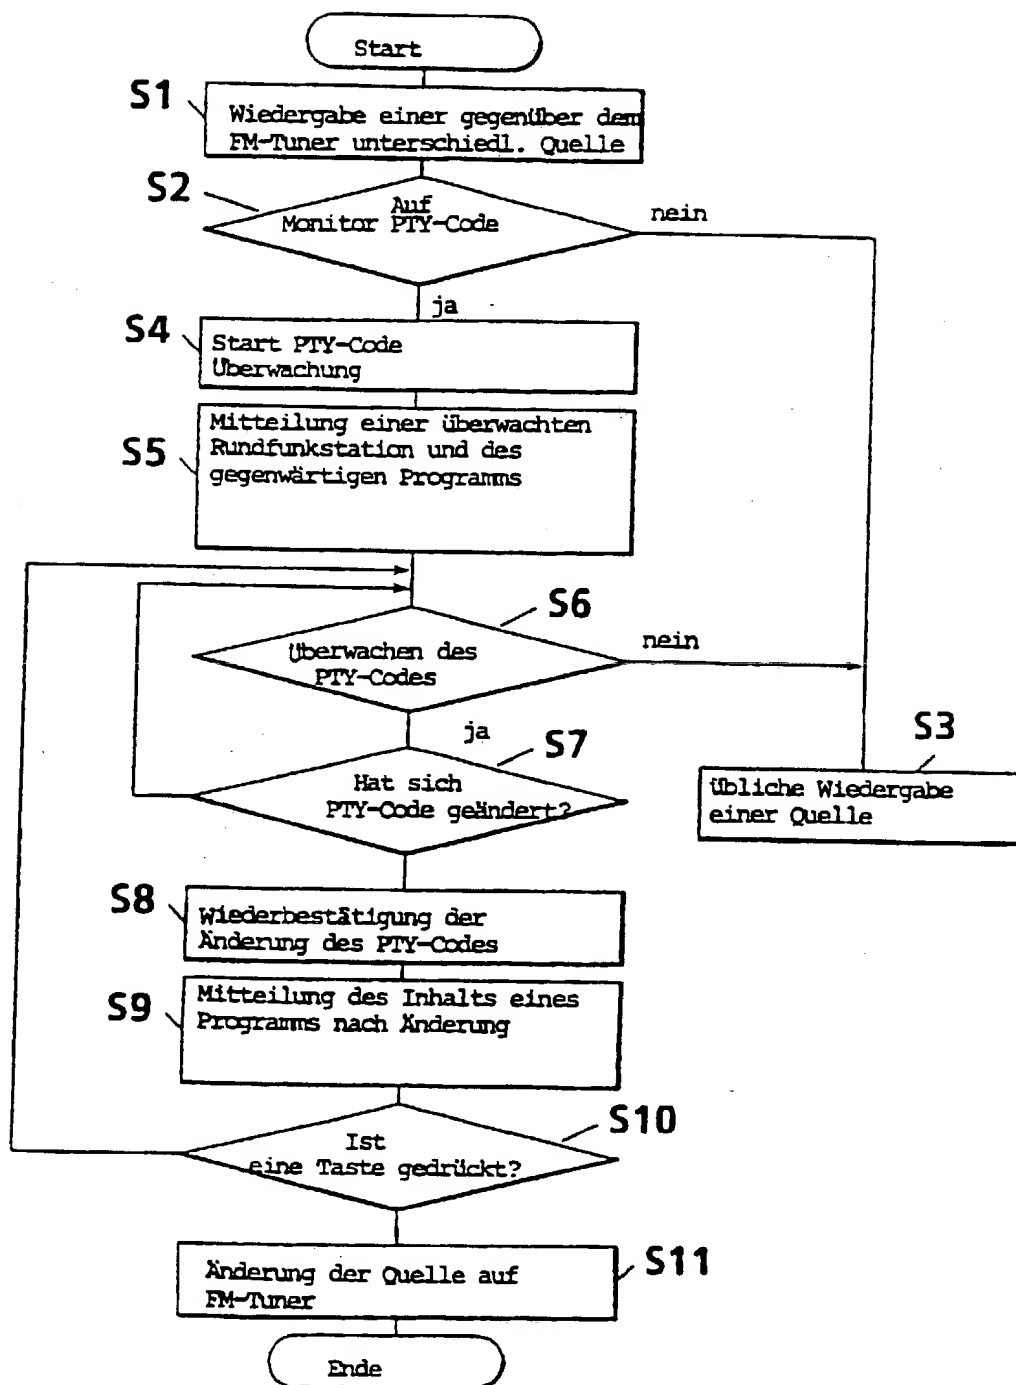 Start
S1
Wiedergabe einer gegenüber dem
FM-Tuner unterschiedl. Quelle
S2
Auf
Monitor PTY-Code
nein
ja
S4
Start PTY-Code
Überwachung
S5
Mitteilung einer überwachten
Rundfunkstation und des
gegenwärtigen Programms
S6
Überwachen des
PTY-Codes
nein
ja
S7
Hat sich
PTY-Code geändert?
S3
übliche Wiedergabe
einer Quelle
S8
Wiederbestätigung der
Änderung des PTY-Codes
S9
Mitteilung des Inhalts eines
Programms nach Änderung
S10
Ist
eine Taste gedrückt?
S11
Änderung der Quelle auf
FM-Tuner
Ende